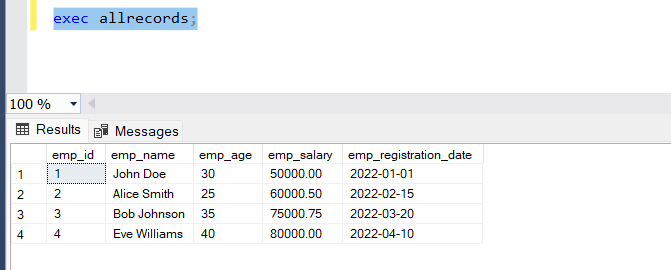 exec allrecords;
100 %
Results Messages
emp_id emp_name emp_age emp_salary emp_registration_date
1 1 John Doe 30 50000.00 2022-01-01
2 2 Alice Smith 25 60000.50 2022-02-15
3 3 Bob Johnson 35 75000.75 2022-03-20
4 4 Eve Williams 40 80000.00 2022-04-10